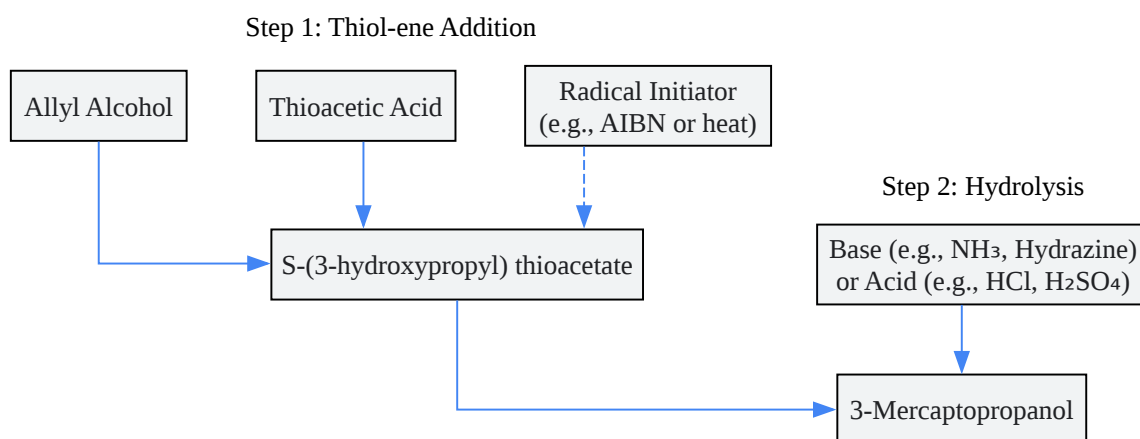 Step 1: Thiol-ene Addition
Allyl Alcohol
Thioacetic Acid
Radical Initiator
(e.g., AIBN or heat)
Step 2: Hydrolysis
Base (e.g., NH₃, Hydrazine)
or Acid (e.g., HCl, H₂SO₄)
S-(3-hydroxypropyl) thioacetate
3-Mercaptopropanol